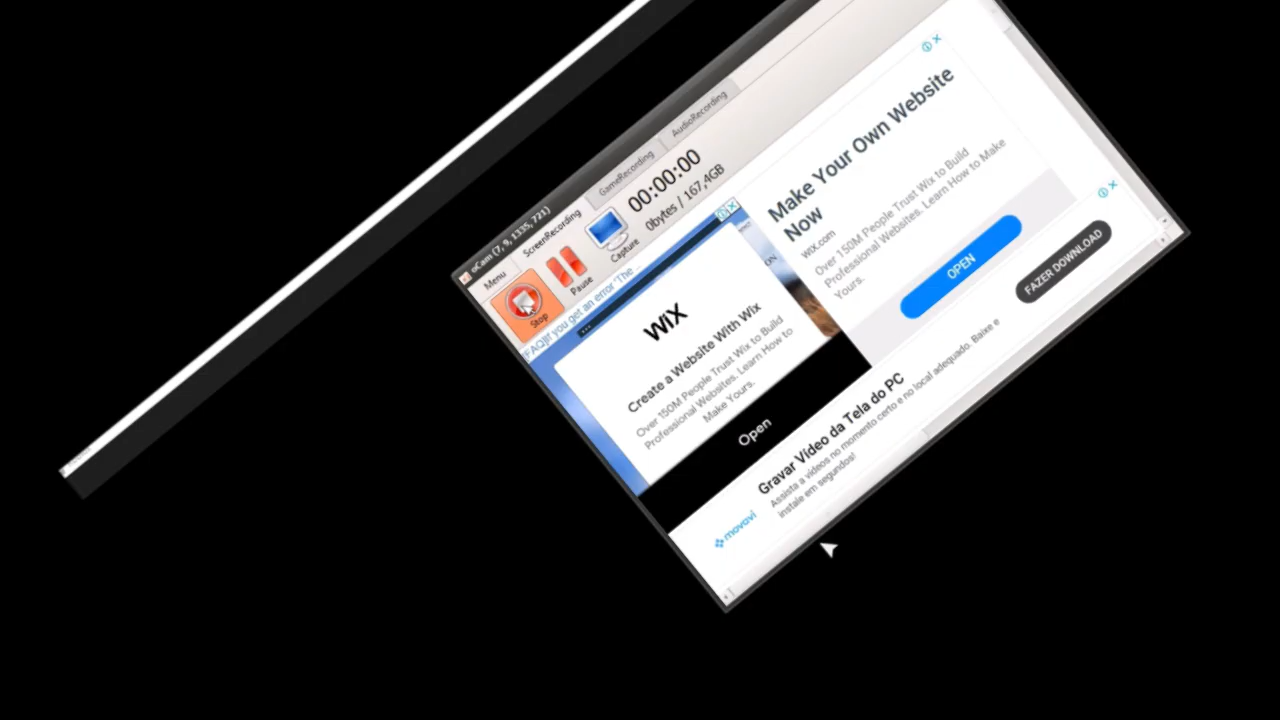 oCam (7, 9, 1335, 721)
Menu
ScreenRecording
GameRecording
AudioRecording
Stop
Pause
Capture
00:00:00
0bytes / 167,4GB
[FAQ]If you get an error "The ...
WIX
Create a Website With Wix
Over 150M People Trust Wix to Build
Professional Websites. Learn How to
Make Yours.
Open
ON
Make Your Own Website
Now
wix.com
Over 150M People Trust Wix to Build
Professional Websites. Learn How to Make
Yours.
OPEN
movavi
Gravar Vídeo da Tela do PC
Assista a vídeos no momento certo e no local adequado. Baixe e
instale em segundos!
FAZER DOWNLOAD